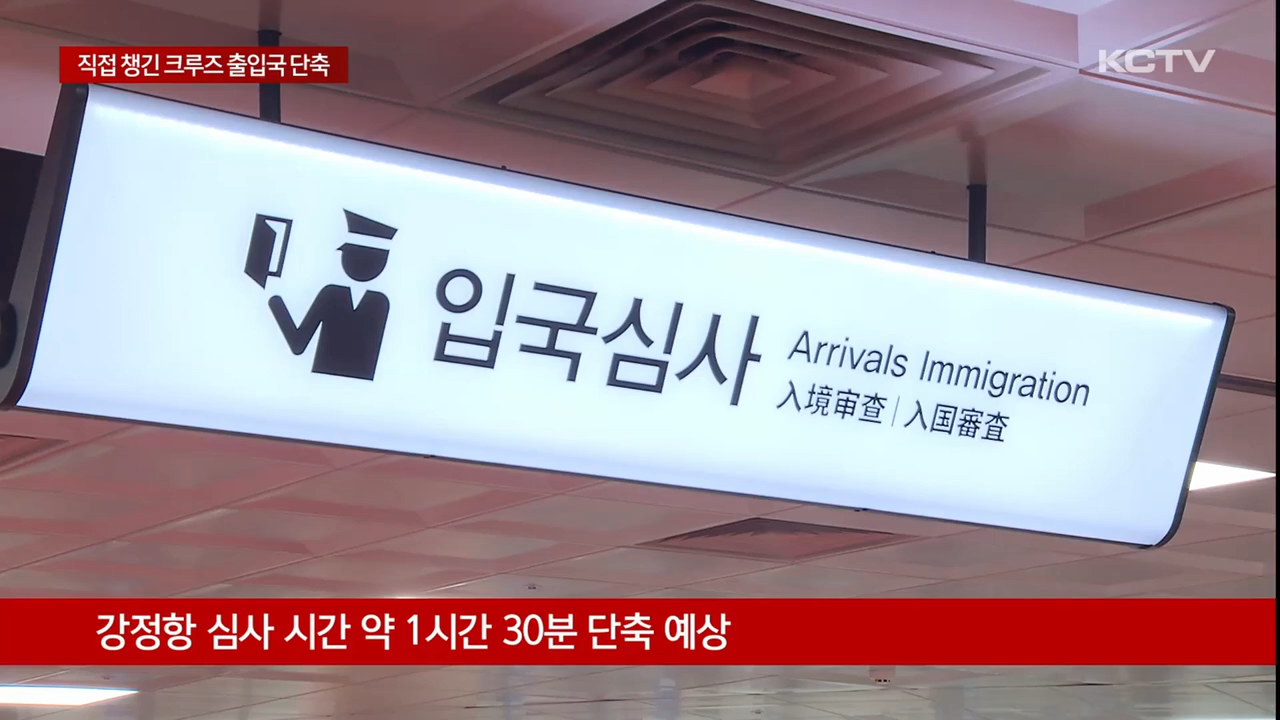 직접 챙긴 크루즈 출입국 단축
KCTV
입국심사
Arrivals Immigration
入境审查 | 入国審査
강정항 심사 시간 약 1시간 30분 단축 예상